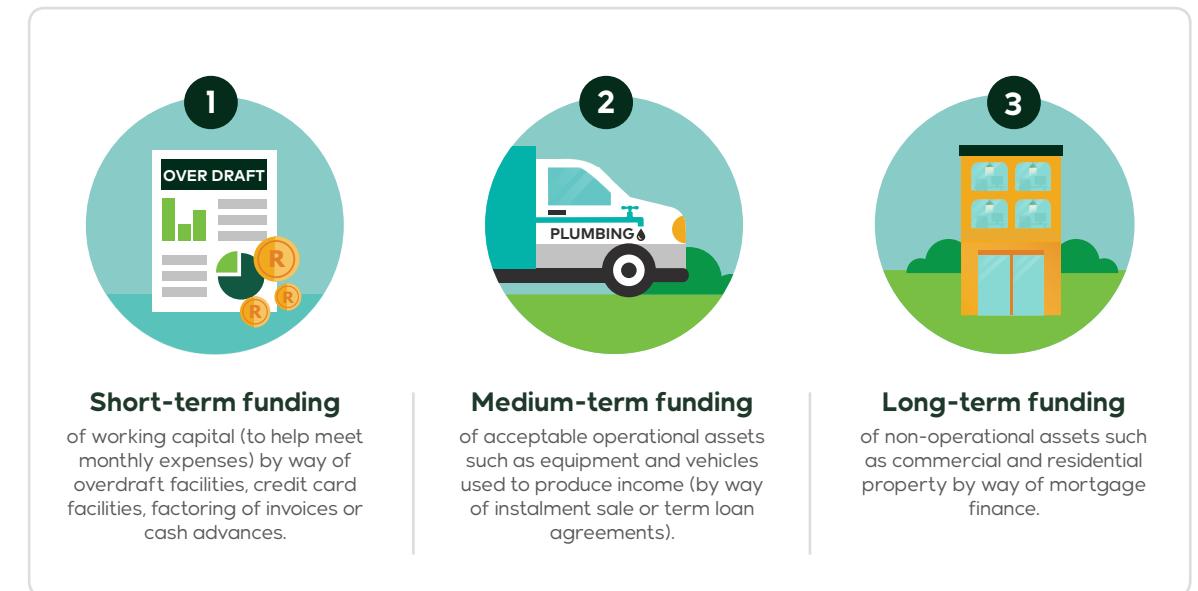 1
OVER DRAFT
R
R
R
Short-term funding
of working capital (to help meet
monthly expenses) by way of
overdraft facilities, credit card
facilities, factoring of invoices or
cash advances.
2
PLUMBING
Medium-term funding
of acceptable operational assets
such as equipment and vehicles
used to produce income (by way
of instalment sale or term loan
agreements).
3
Long-term funding
of non-operational assets such
as commercial and residential
property by way of mortgage
finance.